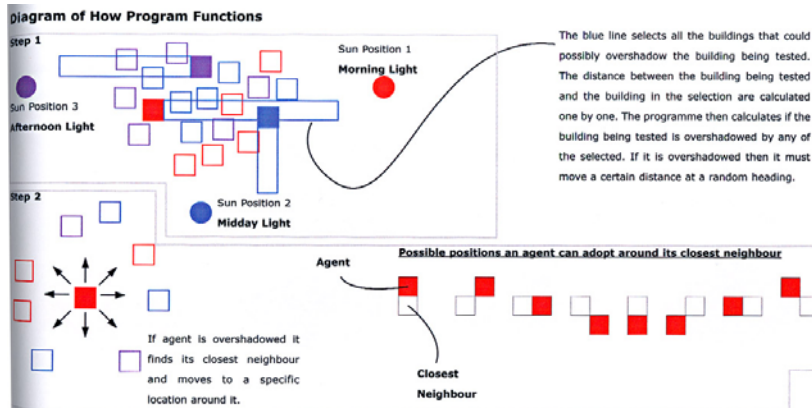 Diagram of How Program Functions
Step 1
Sun Position 1
Morning Light
Sun Position 3
Afternoon Light
Sun Position 2
Midday Light
The blue line selects all the buildings that could
possibly overshadow the building being tested.
The distance between the building being tested
and the building in the selection are calculated
one by one. The programme then calculates if the
building being tested is overshadowed by any of
the selected. If it is overshadowed then it must
move a certain distance at a random heading.
Step 2
If agent is overshadowed it
finds its closest neighbour
and moves to a specific
location around it.
Possible positions an agent can adopt around its closest neighbour
Agent
Closest
Neighbour